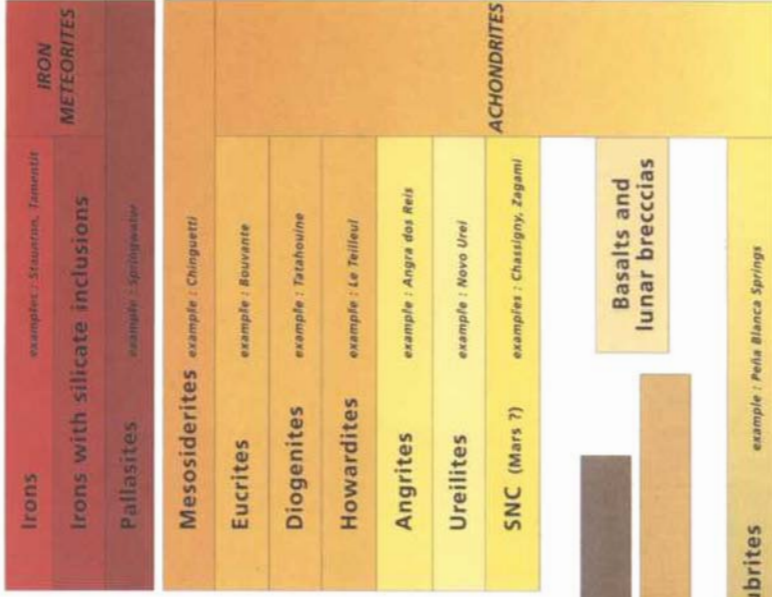 IRON
METEORITES
Irons examples : Staunton, Tamentit
Irons with silicate inclusions
Pallasites example : Springwater
ACHONDRITES
Mesosiderites example : Chinguetti
Eucrites example : Bouvante
Diogenites example : Tatahouine
Howardites example : Le Teilleul
Angrites example : Angra dos Reis
Ureilites example : Novo Urei
SNC (Mars ?) examples : Chassigny, Zagami
Basalts and
lunar brecccias
ubrites example : Peña Blanca Springs